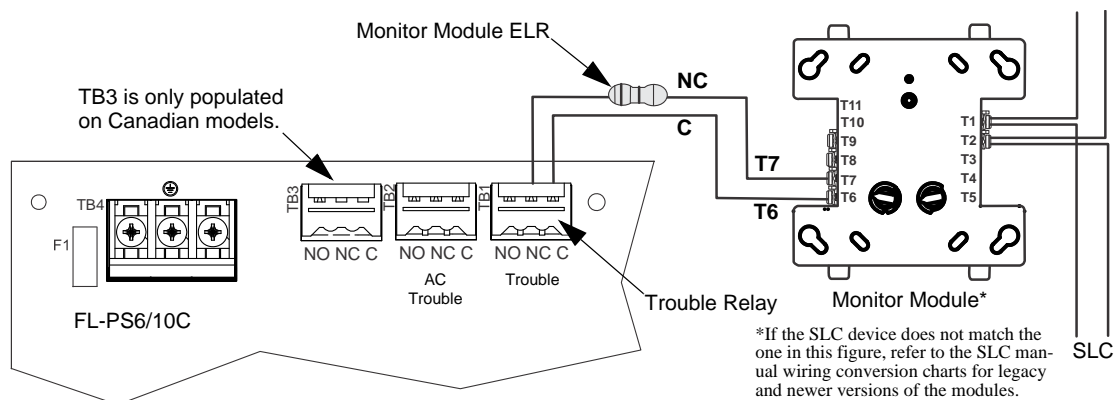 Monitor Module ELR
NC
TB3 is only populated
on Canadian models.
C
T11
T10
T9
T8
T7
T6
T1
T2
T3
T4
T5
T7
T6
TB4
F1
TB3
TB2
TB1
NO NC C
NO NC C
NO NC C
AC
Trouble
Trouble
Trouble Relay
FL-PS6/10C
Monitor Module*
*If the SLC device does not match the
one in this figure, refer to the SLC man-
ual wiring conversion charts for legacy
and newer versions of the modules.
SLC